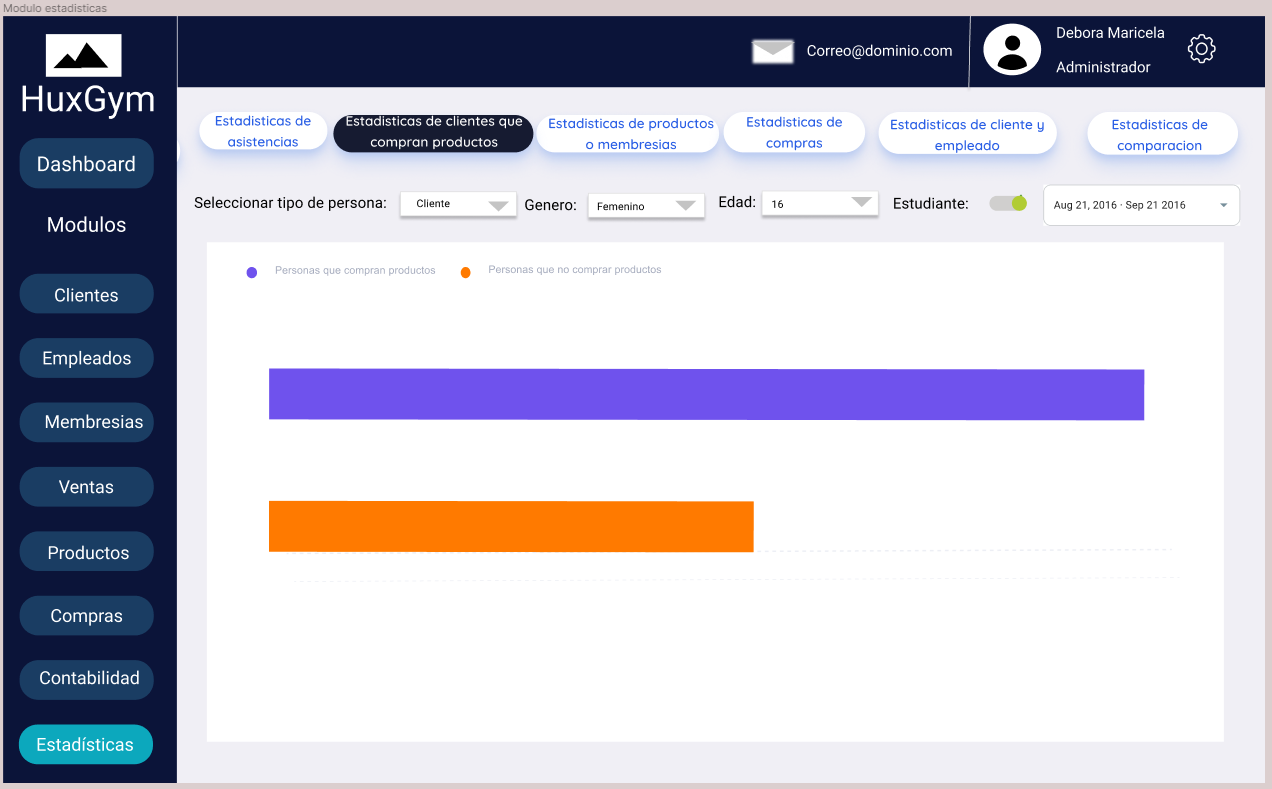 Modulo estadisticas
HuxGym
Correo@dominio.com
Debora Maricela
Administrador
Dashboard
Modulos
Clientes
Empleados
Membresias
Ventas
Productos
Compras
Contabilidad
Estadísticas
Estadisticas de
asistencias
Estadisticas de clientes que
compran productos
Estadisticas de productos
o membresias
Estadisticas de
compras
Estadisticas de cliente y
empleado
Estadisticas de
comparacion
Seleccionar tipo de persona: Cliente Genero: Femenino Edad: 16 Estudiante: Aug 21, 2016 · Sep 21 2016
Personas que compran productos Personas que no comprar productos